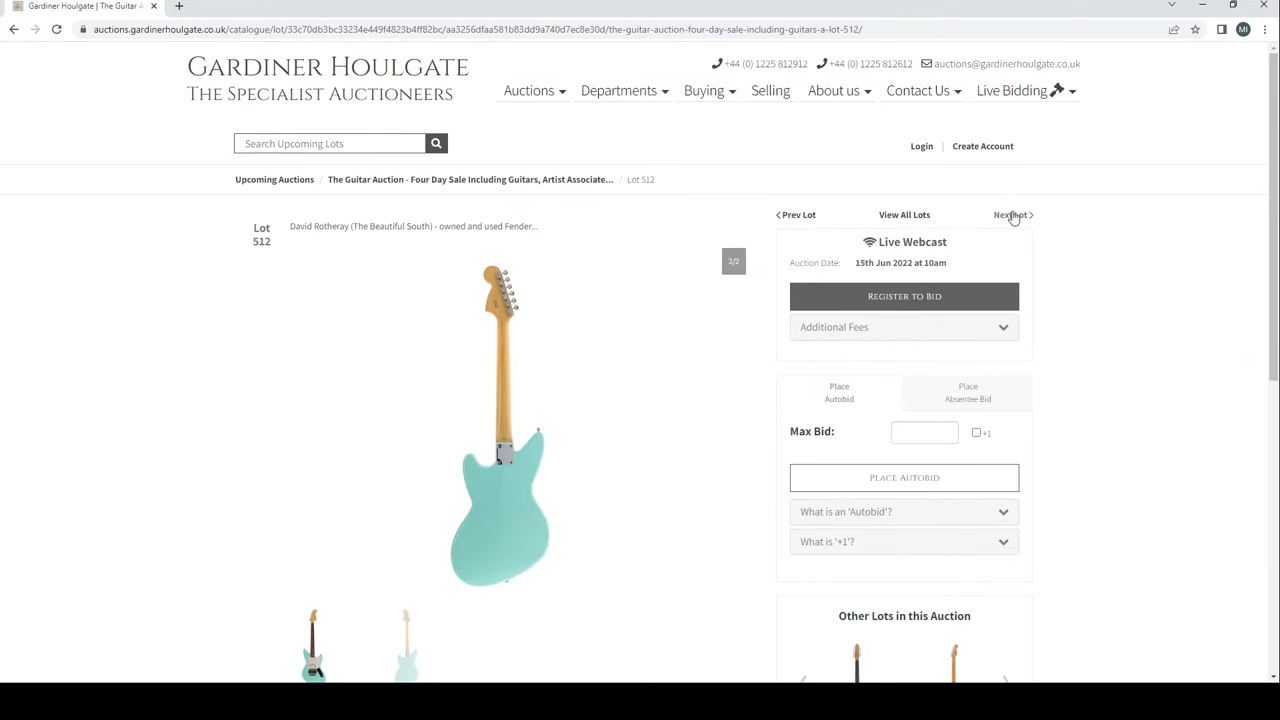 Gardiner Houlgate | The Guitar A
auctions.gardinerhoulgate.co.uk/catalogue/lot/33c70db3bc33234e449f4823b4ff82bc/aa3256dfaa581b83dd9a740d7ec8e30d/the-guitar-auction-four-day-sale-including-guitars-a-lot-512/
MI
GARDINER HOULGATE
THE SPECIALIST AUCTIONEERS
+44 (0) 1225 812912 +44 (0) 1225 812612 auctions@gardinerhoulgate.co.uk
Auctions Departments Buying Selling About us Contact Us Live Bidding
Search Upcoming Lots
Login | Create Account
Upcoming Auctions / The Guitar Auction - Four Day Sale Including Guitars, Artist Associate... / Lot 512
Lot
512
David Rotheray (The Beautiful South) - owned and used Fender...
2/2
Prev Lot View All Lots Next Lot
Live Webcast
Auction Date: 15th Jun 2022 at 10am
REGISTER TO BID
Additional Fees
Place
Autobid
Place
Absentee Bid
Max Bid: +1
PLACE AUTOBID
What is an 'Autobid'?
What is '+1'?
Other Lots in this Auction